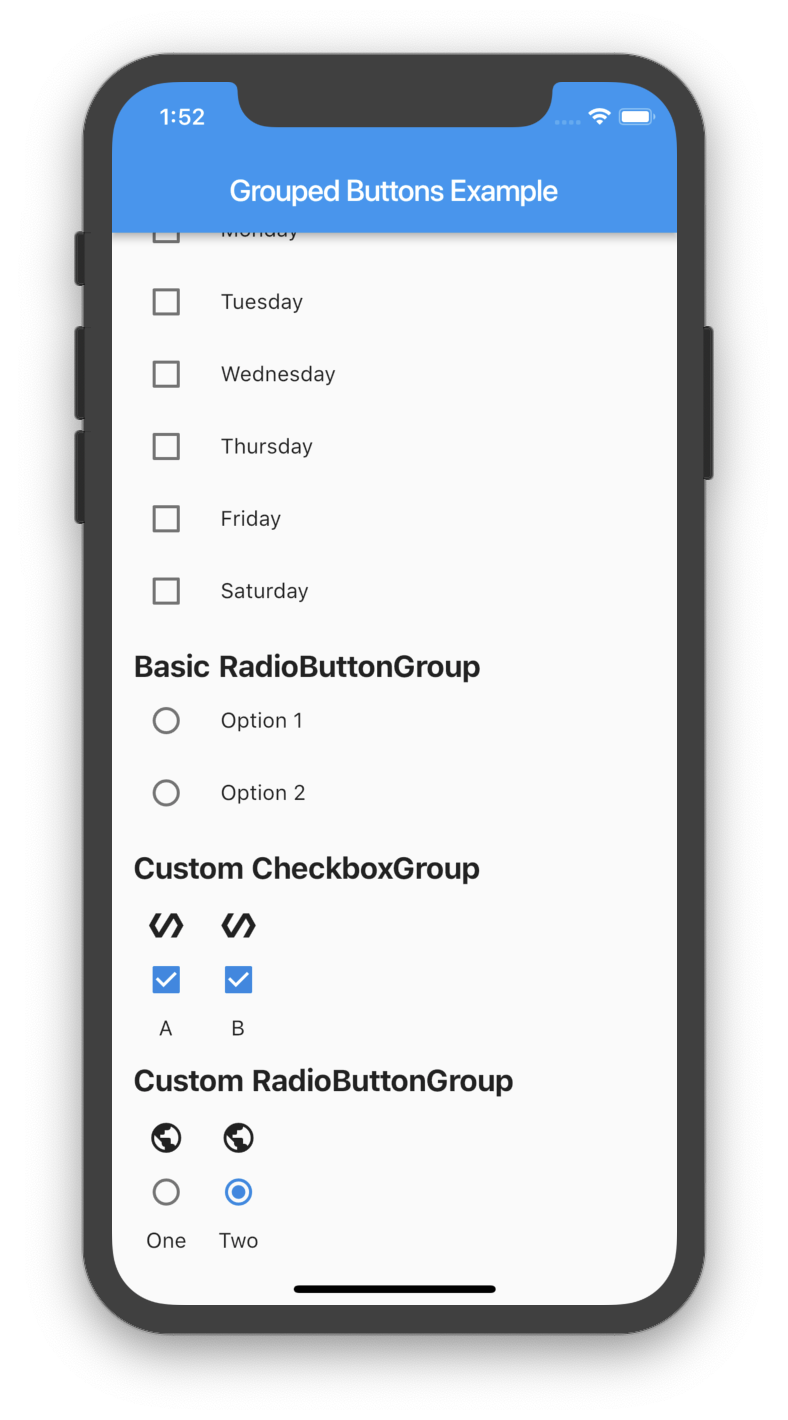 1:52
Grouped Buttons Example
Monday
Tuesday
Wednesday
Thursday
Friday
Saturday
Basic RadioButtonGroup
Option 1
Option 2
Custom CheckboxGroup
A B
Custom RadioButtonGroup
One Two